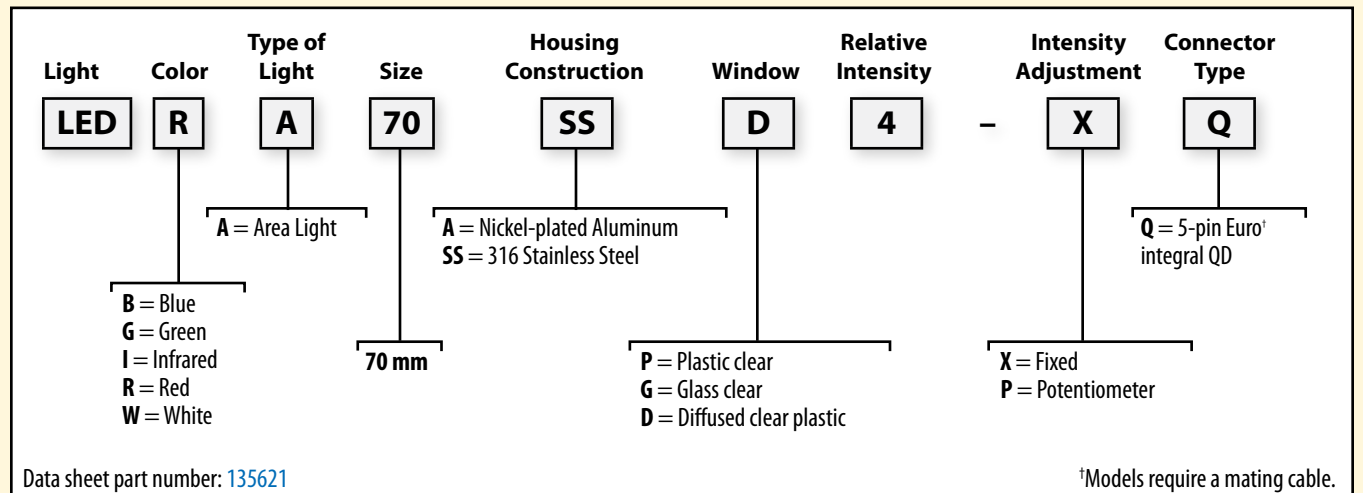 Light Color Type of Light Size Housing Construction Window Relative Intensity Intensity Adjustment Connector Type
LED R A 70 SS D 4 – X Q
A = Area Light
A = Nickel-plated Aluminum
SS = 316 Stainless Steel
Q = 5-pin Euro†
integral QD
B = Blue
G = Green
I = Infrared
R = Red
W = White
70 mm
P = Plastic clear
G = Glass clear
D = Diffused clear plastic
X = Fixed
P = Potentiometer
Data sheet part number: 135621
†Models require a mating cable.